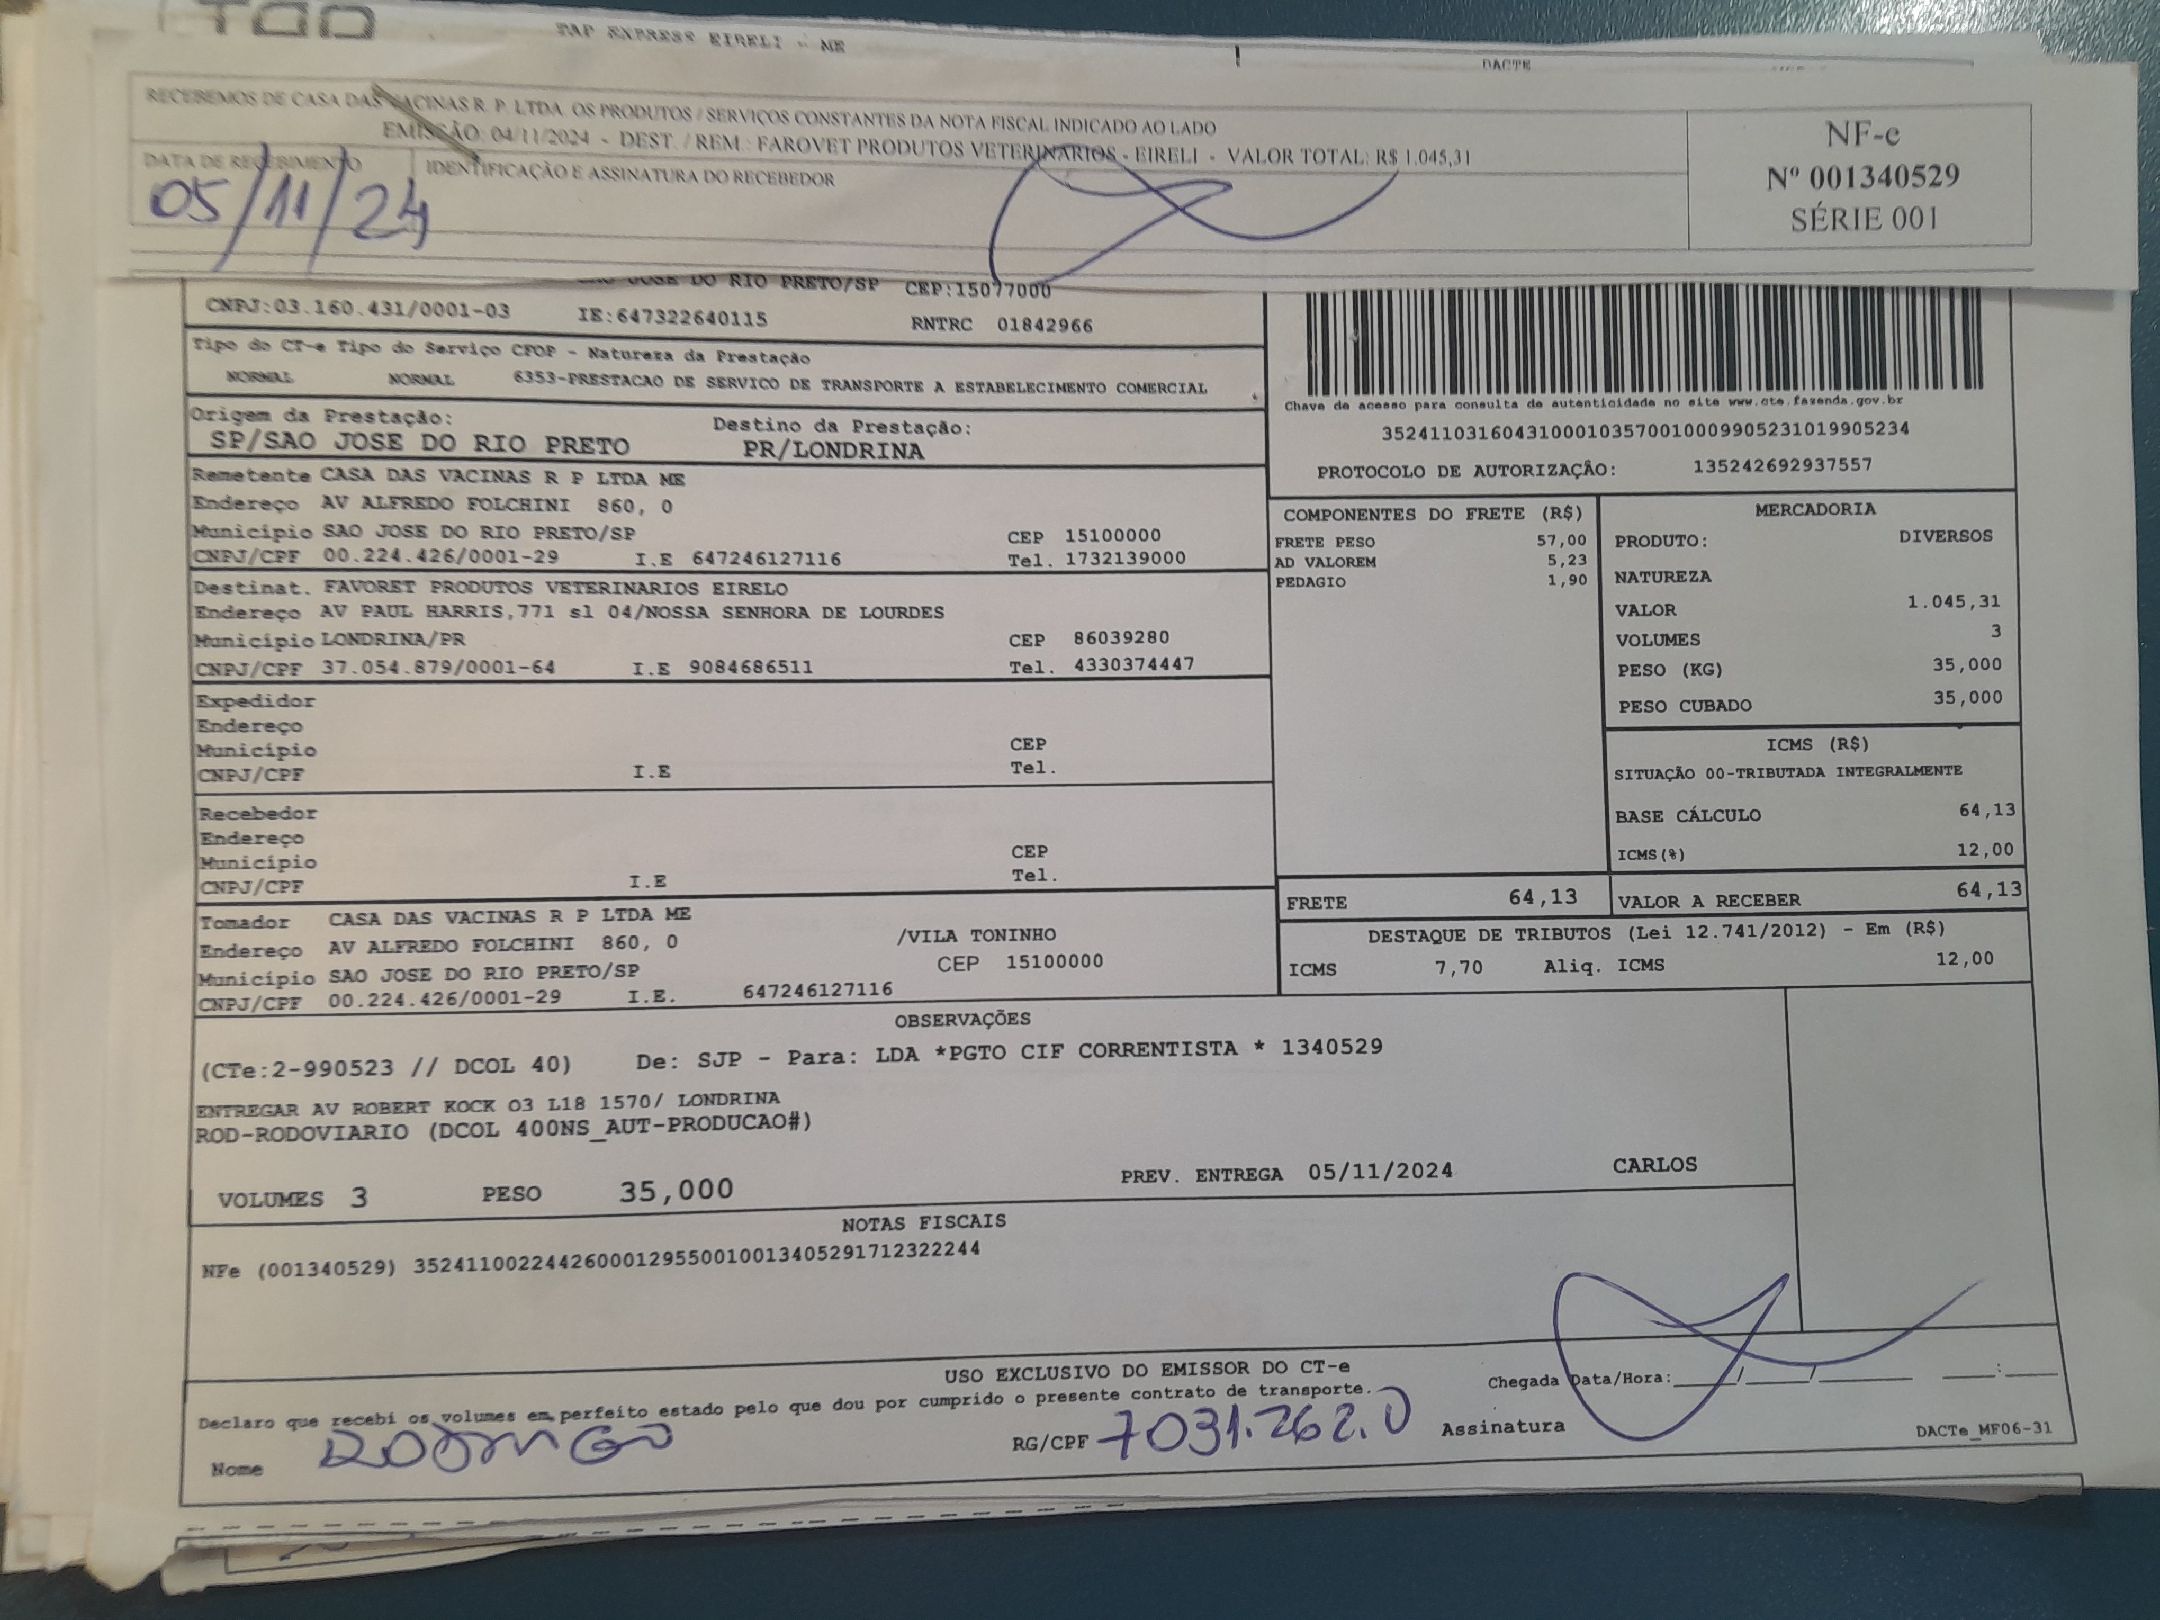 TAP EXPRESS EIRELI - ME
DACTE
RECEBEMOS DE CASA DAS VACINAS R. P. LTDA. OS PRODUTOS / SERVIÇOS CONSTANTES DA NOTA FISCAL INDICADO AO LADO
EMISSÃO: 04/11/2024 - DEST. / REM.: FAROVET PRODUTOS VETERINARIOS - EIRELI - VALOR TOTAL: R$ 1.045,31
DATA DE RECEBIMENTO IDENTIFICAÇÃO E ASSINATURA DO RECEBEDOR
05/11/24
NF-e
Nº 001340529
SÉRIE 001
JOSE DO RIO PRETO/SP CEP:15077000
CNPJ:03.160.431/0001-03 IE:647322640115 RNTRC 01842966
Tipo do CT-e Tipo do Serviço CFOP - Natureza da Prestação
NORMAL NORMAL 6353-PRESTACAO DE SERVICO DE TRANSPORTE A ESTABELECIMENTO COMERCIAL
Origem da Prestação: Destino da Prestação:
SP/SAO JOSE DO RIO PRETO PR/LONDRINA
Remetente CASA DAS VACINAS R P LTDA ME
Endereço AV ALFREDO FOLCHINI 860, 0
Município SAO JOSE DO RIO PRETO/SP CEP 15100000
CNPJ/CPF 00.224.426/0001-29 I.E 647246127116 Tel. 1732139000
Destinat. FAVORET PRODUTOS VETERINARIOS EIRELO
Endereço AV PAUL HARRIS,771 sl 04/NOSSA SENHORA DE LOURDES
Município LONDRINA/PR CEP 86039280
CNPJ/CPF 37.054.879/0001-64 I.E 9084686511 Tel. 4330374447
Expedidor
Endereço
Município CEP
CNPJ/CPF I.E Tel.
Recebedor
Endereço
Município CEP
CNPJ/CPF I.E Tel.
Tomador CASA DAS VACINAS R P LTDA ME
Endereço AV ALFREDO FOLCHINI 860, 0 /VILA TONINHO
Município SAO JOSE DO RIO PRETO/SP CEP 15100000
CNPJ/CPF 00.224.426/0001-29 I.E. 647246127116
Chave de acesso para consulta de autenticidade no site www.cte.fazenda.gov.br
35241103160431000103570010009905231019905234
PROTOCOLO DE AUTORIZAÇÃO: 135242692937557
COMPONENTES DO FRETE (R$)
FRETE PESO 57,00
AD VALOREM 5,23
PEDAGIO 1,90
MERCADORIA
PRODUTO: DIVERSOS
NATUREZA
VALOR 1.045,31
VOLUMES 3
PESO (KG) 35,000
PESO CUBADO 35,000
ICMS (R$)
SITUAÇÃO 00-TRIBUTADA INTEGRALMENTE
BASE CÁLCULO 64,13
ICMS(%) 12,00
FRETE 64,13 VALOR A RECEBER 64,13
DESTAQUE DE TRIBUTOS (Lei 12.741/2012) - Em (R$)
ICMS 7,70 Aliq. ICMS 12,00
OBSERVAÇÕES
(CTe:2-990523 // DCOL 40) De: SJP - Para: LDA *PGTO CIF CORRENTISTA * 1340529
ENTREGAR AV ROBERT KOCK 03 L18 1570/ LONDRINA
ROD-RODOVIARIO (DCOL 400NS_AUT-PRODUCAO#)
VOLUMES 3 PESO 35,000 PREV. ENTREGA 05/11/2024 CARLOS
NOTAS FISCAIS
NFe (001340529) 35241100224426000129550010013405291712322244
USO EXCLUSIVO DO EMISSOR DO CT-e
Declaro que recebi os volumes em perfeito estado pelo que dou por cumprido o presente contrato de transporte.
Chegada Data/Hora:____/____/______ ____:____
Nome RODRIGO RG/CPF 7031.262.0 Assinatura
DACTe_MF06-31